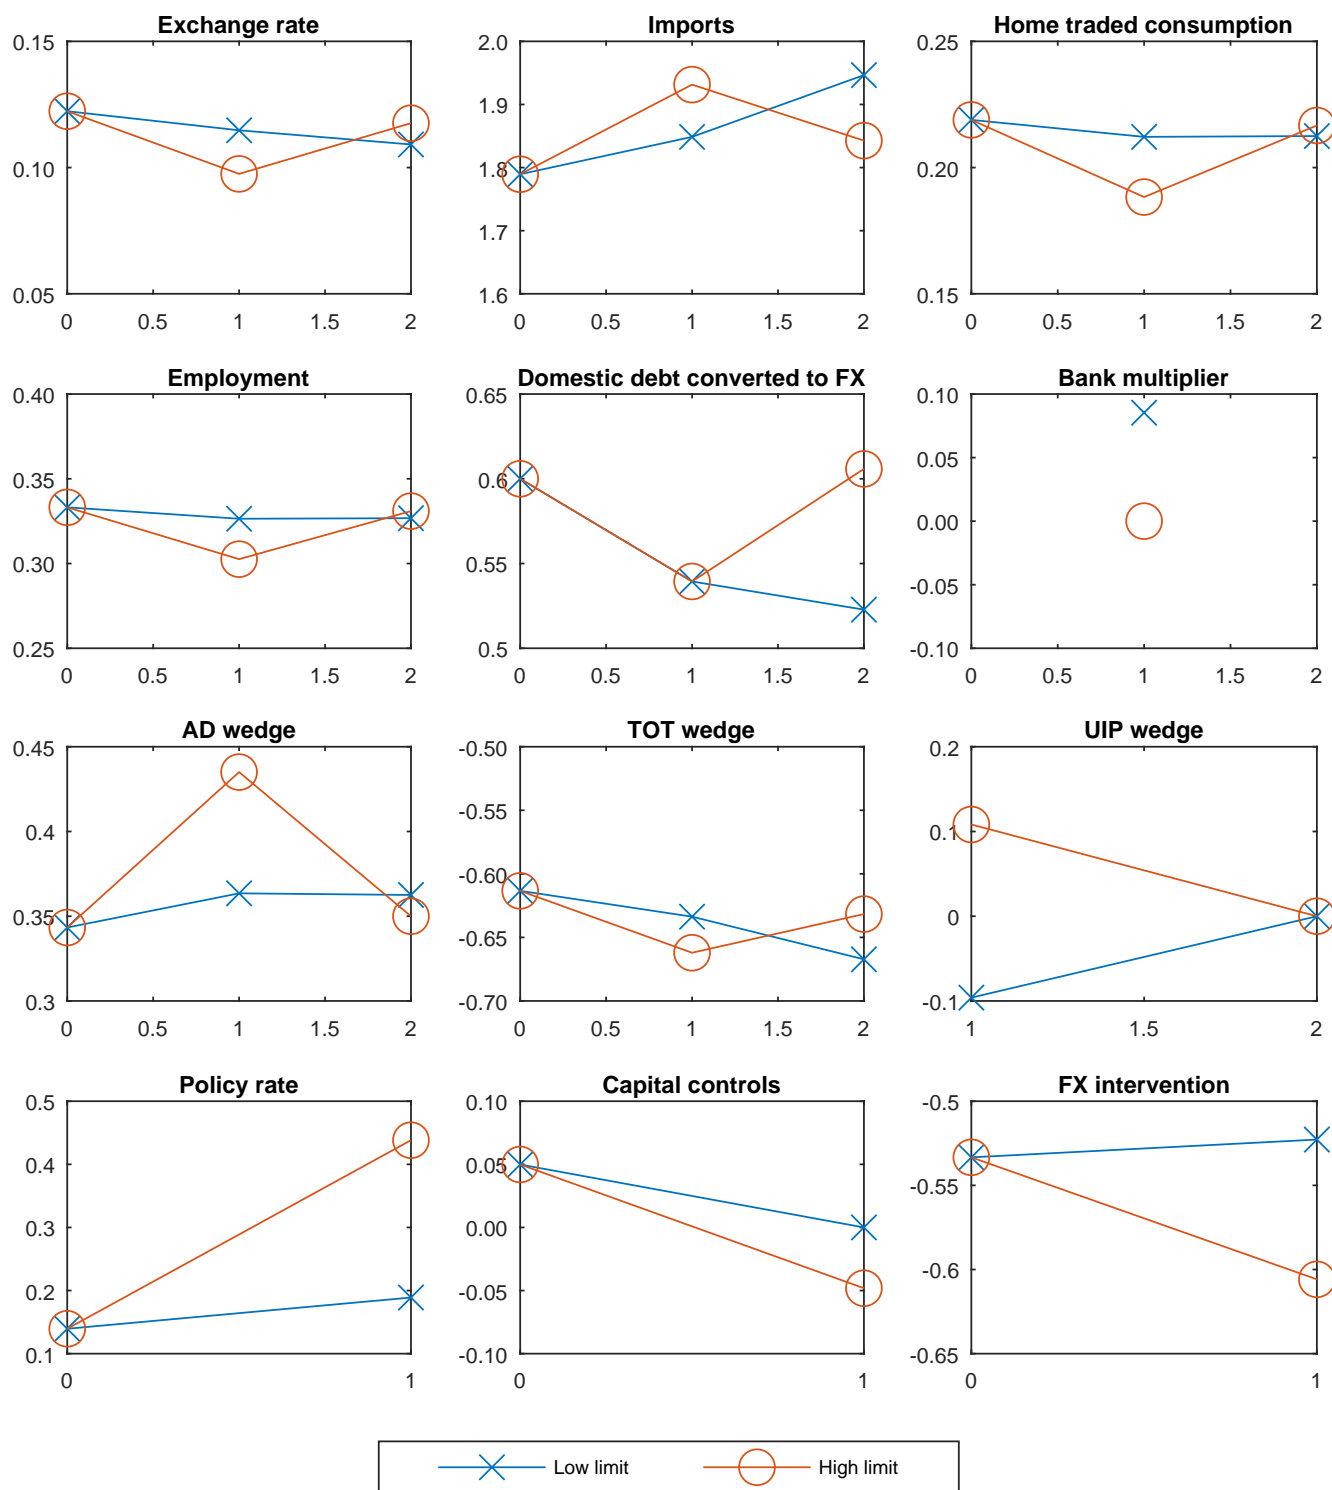 Exchange rate Imports Home traded consumption
0.15 2.0 0.25
1.9
0.10 1.8 0.20
1.7
0.05 1.6 0.15
0 0.5 1 1.5 2 0 0.5 1 1.5 2 0 0.5 1 1.5 2
Employment Domestic debt converted to FX Bank multiplier
0.40 0.65 0.10
0.35 0.6 0.05
0.00
0.30 0.55 -0.05
0.25 0.5 -0.10
0 0.5 1 1.5 2 0 0.5 1 1.5 2 0 0.5 1 1.5 2
AD wedge TOT wedge UIP wedge
0.45 -0.50 0.2
-0.55
0.4 0.1
-0.60
0.35 0
-0.65
0.3 -0.70 -0.1
0 0.5 1 1.5 2 0 0.5 1 1.5 2 1 1.5 2
Policy rate Capital controls FX intervention
0.5 0.10 -0.5
0.4 0.05 -0.55
0.3 0.00
0.2 -0.05 -0.6
0.1 -0.10 -0.65
0 1 0 1 0 1
Low limit High limit